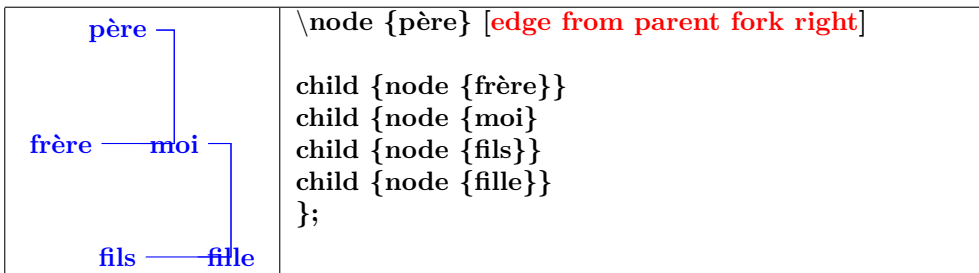 père
frère moi
fils fille
\node {père} [edge from parent fork right]
child {node {frère}}
child {node {moi}
child {node {fils}}
child {node {fille}}
};